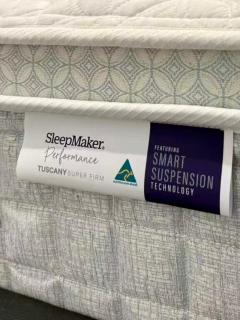 SleepMaker®
Performance
TUSCANY SUPER FIRM
FEATURING
SMART
SUSPENSION
TECHNOLOGY